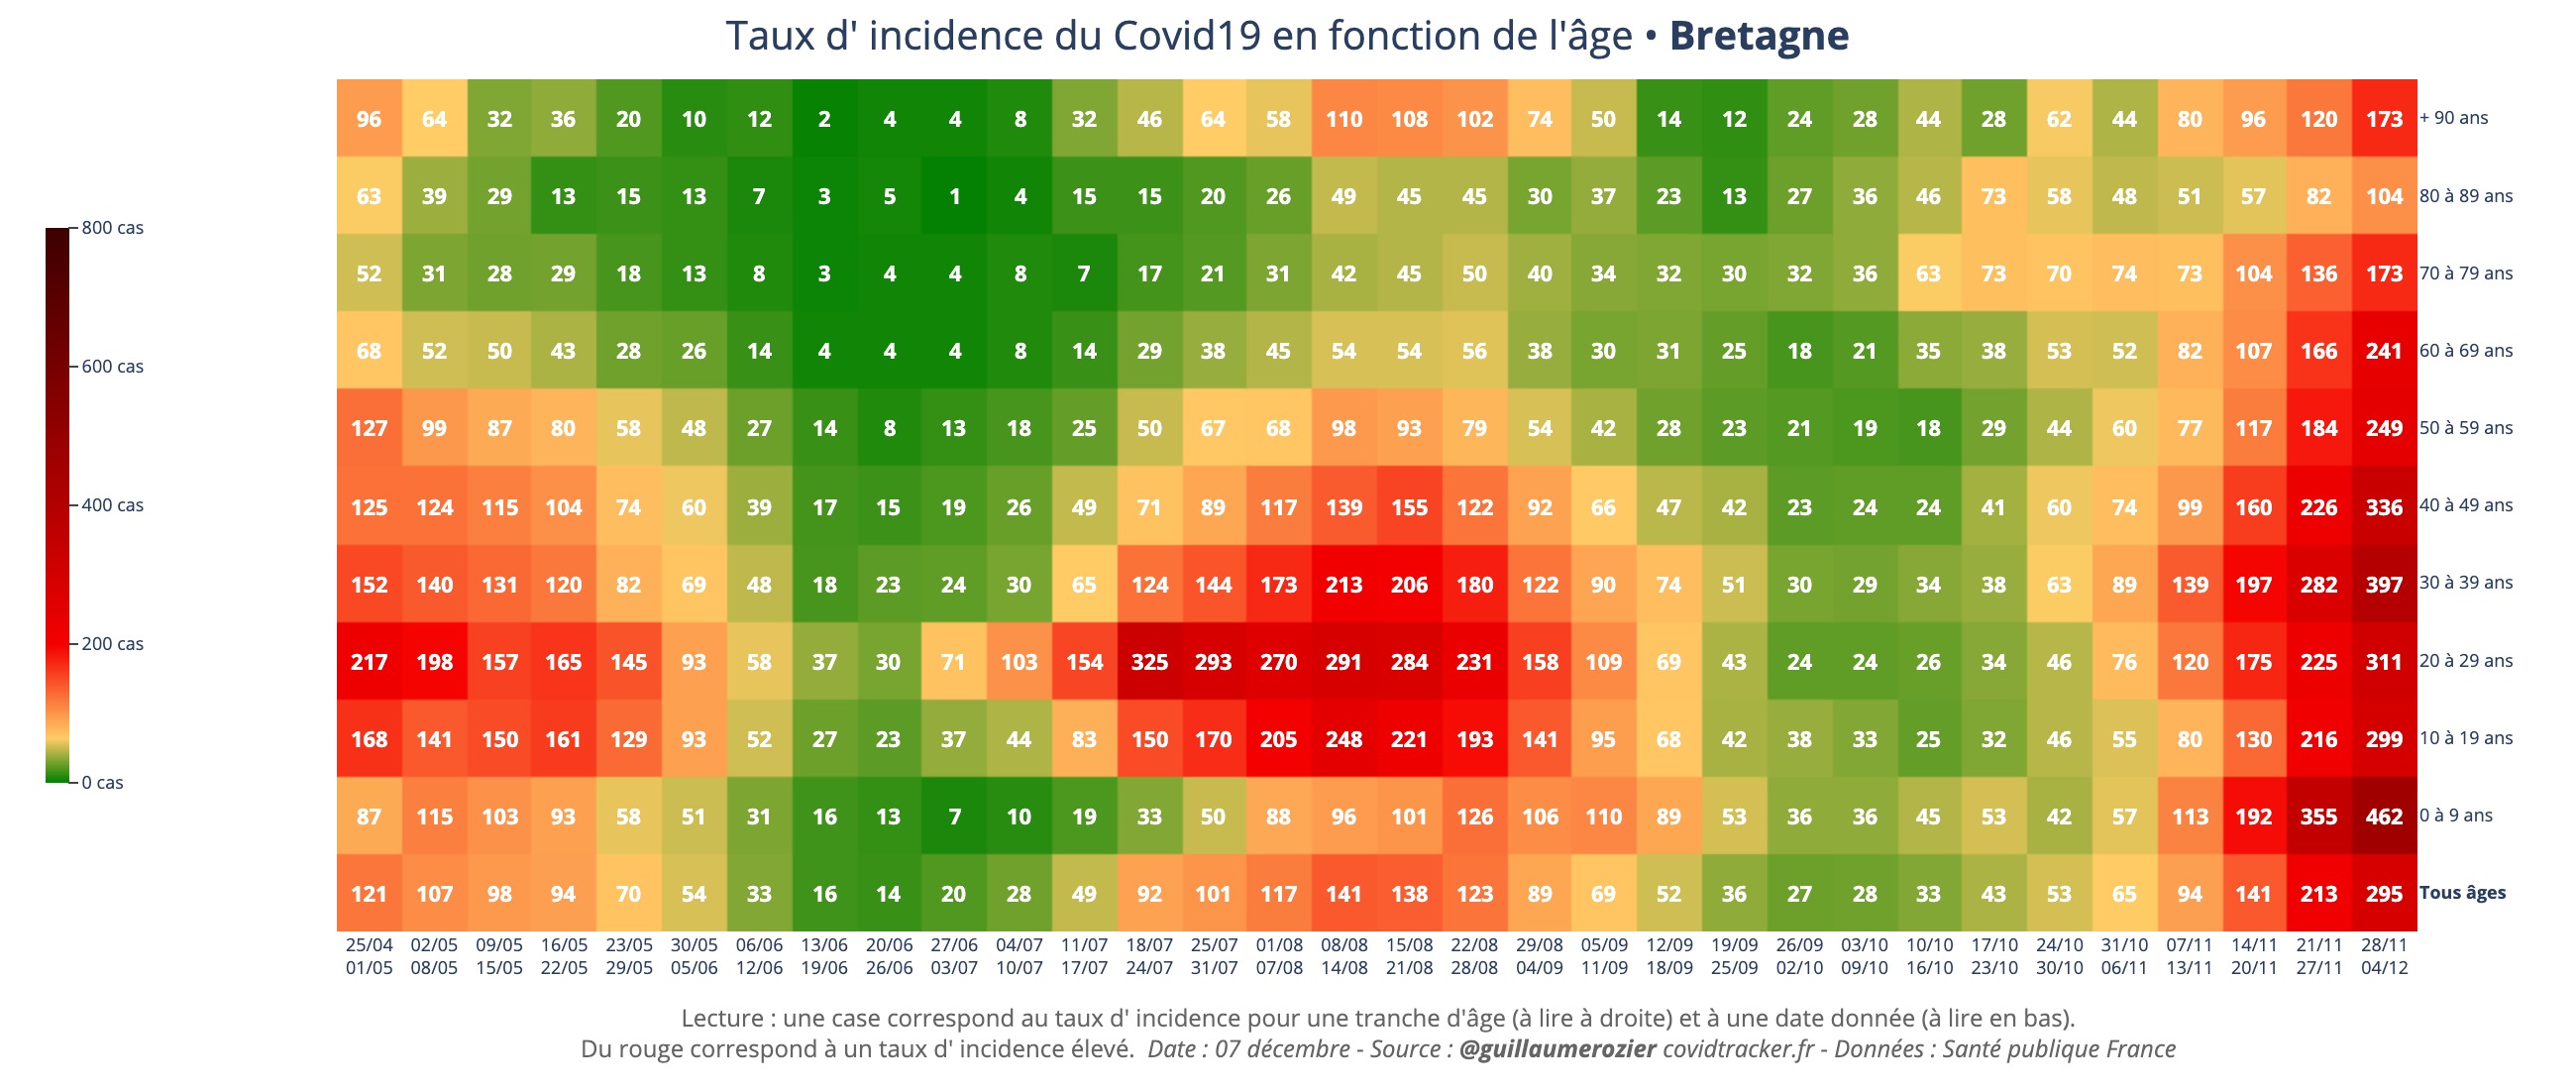 Taux d' incidence du Covid19 en fonction de l'âge • Bretagne
800 cas
600 cas
400 cas
200 cas
0 cas
96 64 32 36 20 10 12 2 4 4 8 32 46 64 58 110 108 102 74 50 14 12 24 28 44 28 62 44 80 96 120 173 + 90 ans
63 39 29 13 15 13 7 3 5 1 4 15 15 20 26 49 45 45 30 37 23 13 27 36 46 73 58 48 51 57 82 104 80 à 89 ans
52 31 28 29 18 13 8 3 4 4 8 7 17 21 31 42 45 50 40 34 32 30 32 36 63 73 70 74 73 104 136 173 70 à 79 ans
68 52 50 43 28 26 14 4 4 4 8 14 29 38 45 54 54 56 38 30 31 25 18 21 35 38 53 52 82 107 166 241 60 à 69 ans
127 99 87 80 58 48 27 14 8 13 18 25 50 67 68 98 93 79 54 42 28 23 21 19 18 29 44 60 77 117 184 249 50 à 59 ans
125 124 115 104 74 60 39 17 15 19 26 49 71 89 117 139 155 122 92 66 47 42 23 24 24 41 60 74 99 160 226 336 40 à 49 ans
152 140 131 120 82 69 48 18 23 24 30 65 124 144 173 213 206 180 122 90 74 51 30 29 34 38 63 89 139 197 282 397 30 à 39 ans
217 198 157 165 145 93 58 37 30 71 103 154 325 293 270 291 284 231 158 109 69 43 24 24 26 34 46 76 120 175 225 311 20 à 29 ans
168 141 150 161 129 93 52 27 23 37 44 83 150 170 205 248 221 193 141 95 68 42 38 33 25 32 46 55 80 130 216 299 10 à 19 ans
87 115 103 93 58 51 31 16 13 7 10 19 33 50 88 96 101 126 106 110 89 53 36 36 45 53 42 57 113 192 355 462 0 à 9 ans
121 107 98 94 70 54 33 16 14 20 28 49 92 101 117 141 138 123 89 69 52 36 27 28 33 43 53 65 94 141 213 295 Tous âges
25/04 02/05 09/05 16/05 23/05 30/05 06/06 13/06 20/06 27/06 04/07 11/07 18/07 25/07 01/08 08/08 15/08 22/08 29/08 05/09 12/09 19/09 26/09 03/10 10/10 17/10 24/10 31/10 07/11 14/11 21/11 28/11
01/05 08/05 15/05 22/05 29/05 05/06 12/06 19/06 26/06 03/07 10/07 17/07 24/07 31/07 07/08 14/08 21/08 28/08 04/09 11/09 18/09 25/09 02/10 09/10 16/10 23/10 30/10 06/11 13/11 20/11 27/11 04/12
Lecture : une case correspond au taux d' incidence pour une tranche d'âge (à lire à droite) et à une date donnée (à lire en bas).
Du rouge correspond à un taux d' incidence élevé. Date : 07 décembre - Source : @guillaumerozier covidtracker.fr - Données : Santé publique France